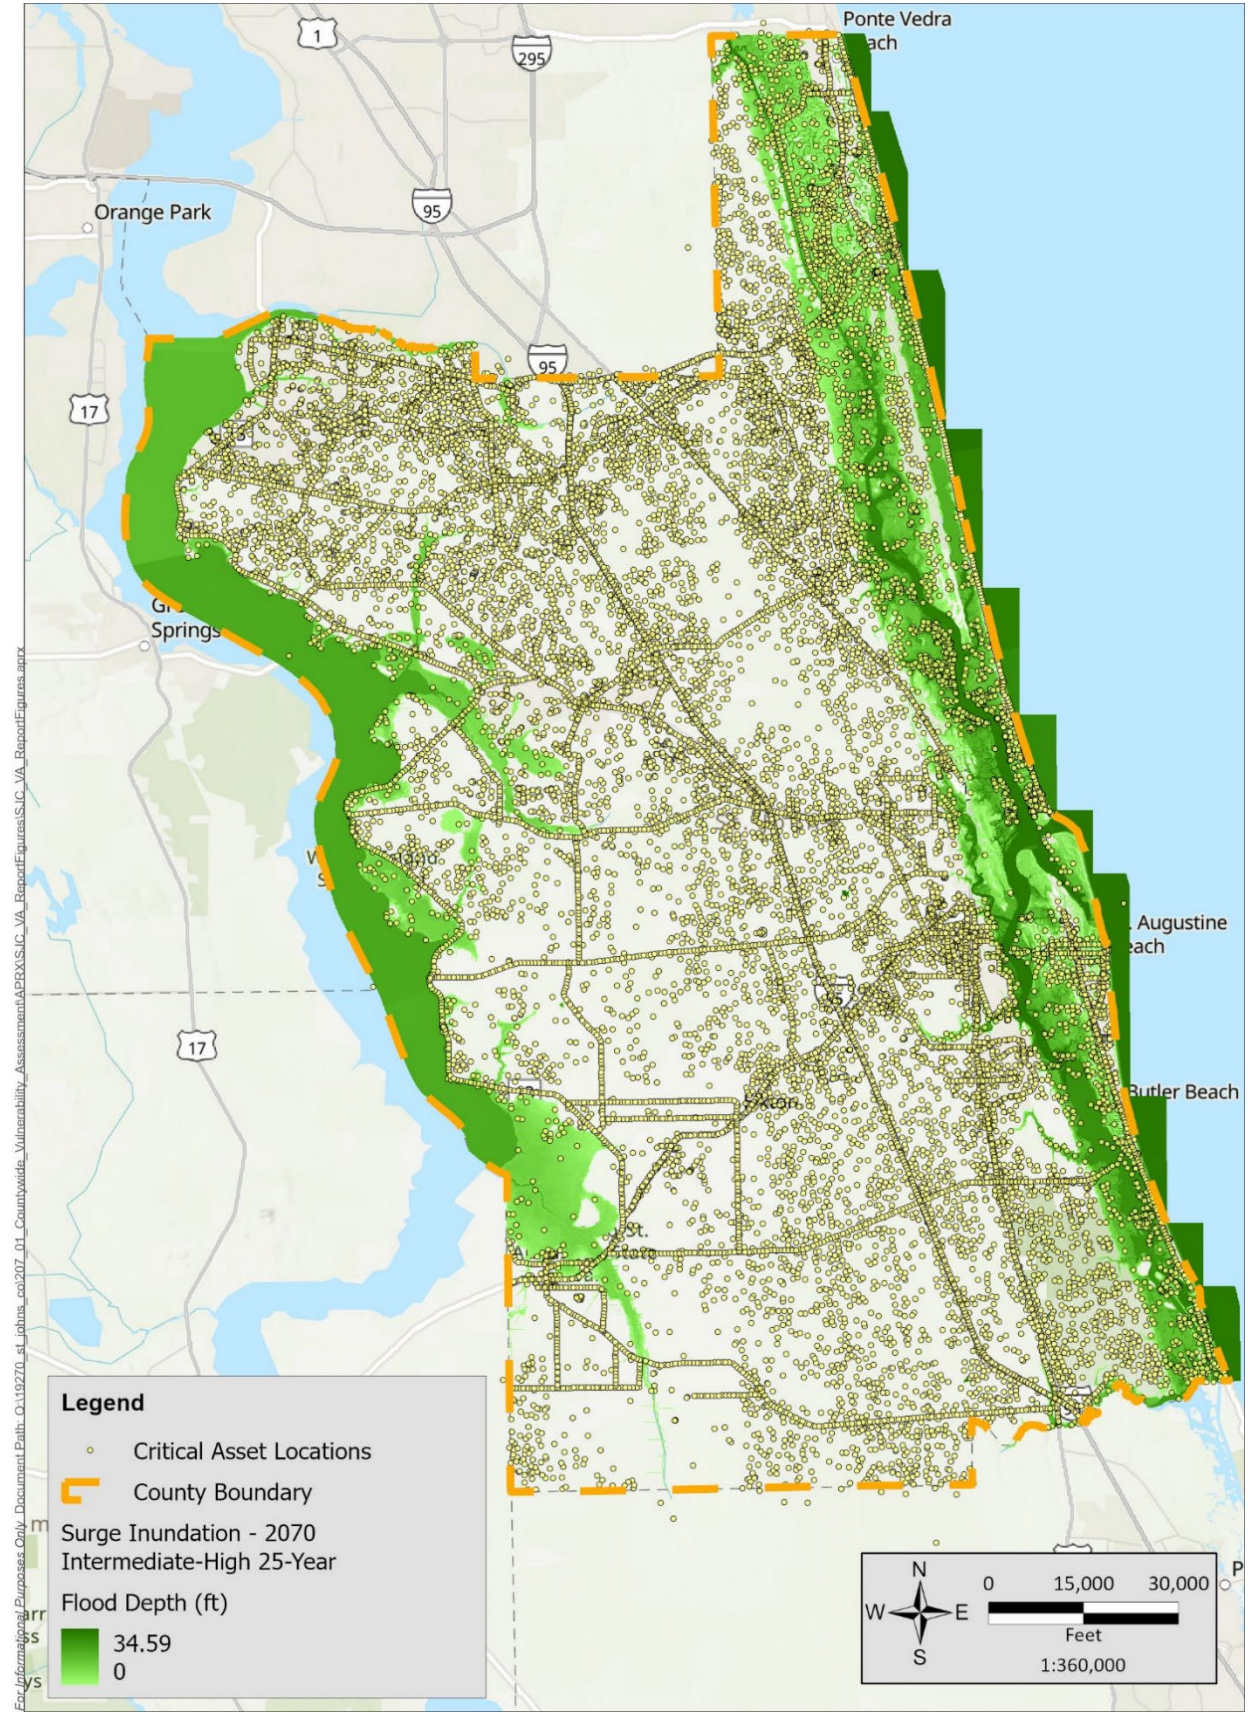 Ponte Vedra
ach
1
295
Orange Park
95
95
17
Springs
. Augustine
each
17
Butler Beach
St.
Legend
Critical Asset Locations
County Boundary
Surge Inundation - 2070
Intermediate-High 25-Year
Flood Depth (ft)
34.59
0
N
W
E
S
0
15,000
30,000
Feet
1:360,000
P
For Informational Purposes Only